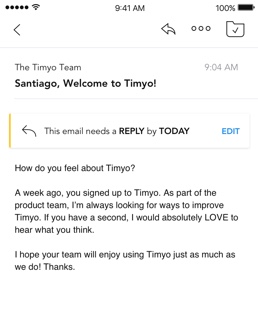 9:41 AM
100%
The Timyo Team
9:04 AM
Santiago, Welcome to Timyo!
This email needs a REPLY by TODAY
EDIT
How do you feel about Timyo?
A week ago, you signed up to Timyo. As part of the
product team, I'm always looking for ways to improve
Timyo. If you have a second, I would absolutely LOVE to
hear what you think.
I hope your team will enjoy using Timyo just as much as
we do! Thanks.